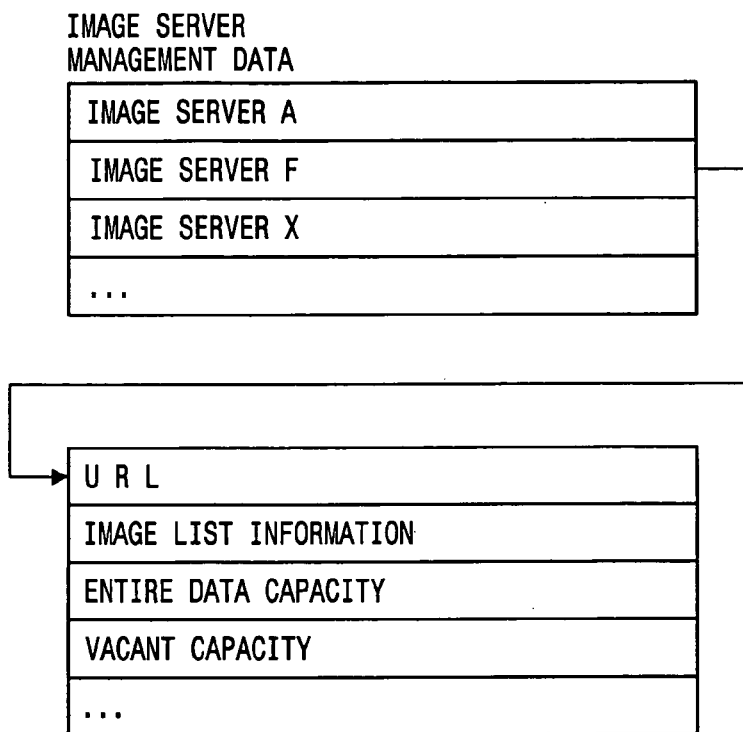 IMAGE SERVER
MANAGEMENT DATA
IMAGE SERVER A
IMAGE SERVER F
IMAGE SERVER X
...
U R L
IMAGE LIST INFORMATION
ENTIRE DATA CAPACITY
VACANT CAPACITY
...